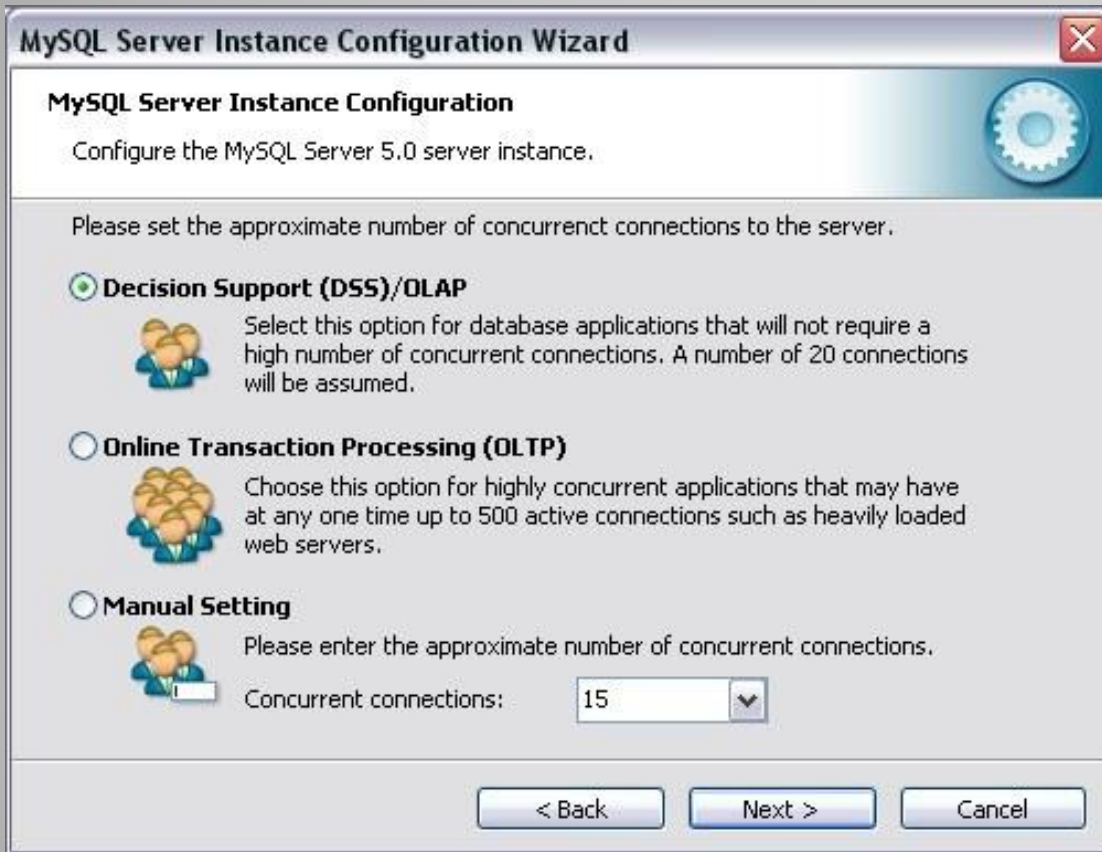 MySQL Server Instance Configuration Wizard
MySQL Server Instance Configuration
Configure the MySQL Server 5.0 server instance.
Please set the approximate number of concurrenct connections to the server.
Decision Support (DSS)/OLAP
Select this option for database applications that will not require a
high number of concurrent connections. A number of 20 connections
will be assumed.
Online Transaction Processing (OLTP)
Choose this option for highly concurrent applications that may have
at any one time up to 500 active connections such as heavily loaded
web servers.
Manual Setting
Please enter the approximate number of concurrent connections.
Concurrent connections: 15
< Back Next > Cancel